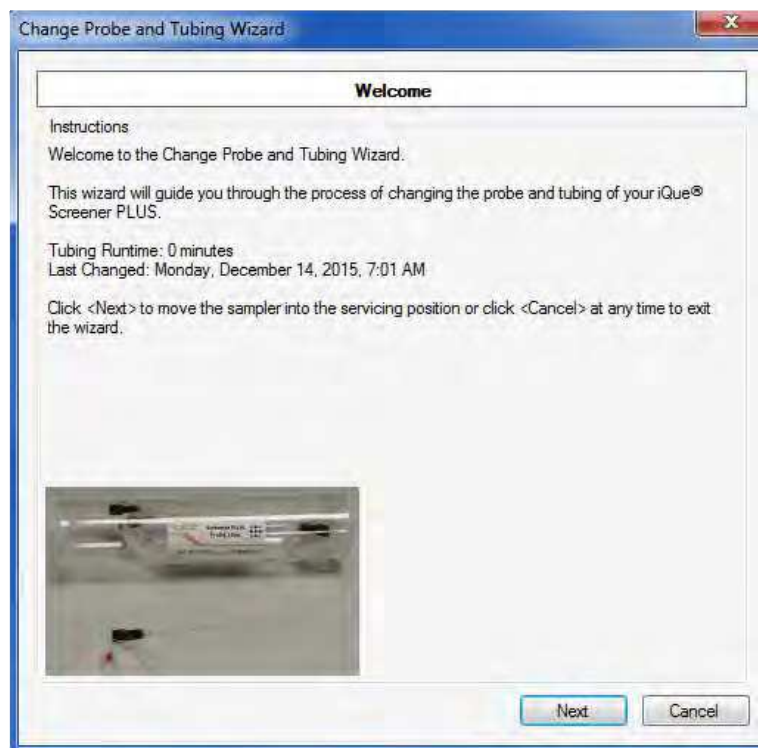 Change Probe and Tubing Wizard
Welcome
Instructions
Welcome to the Change Probe and Tubing Wizard.
This wizard will guide you through the process of changing the probe and tubing of your iQue®
Screener PLUS.
Tubing Runtime: 0 minutes
Last Changed: Monday, December 14, 2015, 7:01 AM
Click <Next> to move the sampler into the servicing position or click <Cancel> at any time to exit
the wizard.
Next
Cancel